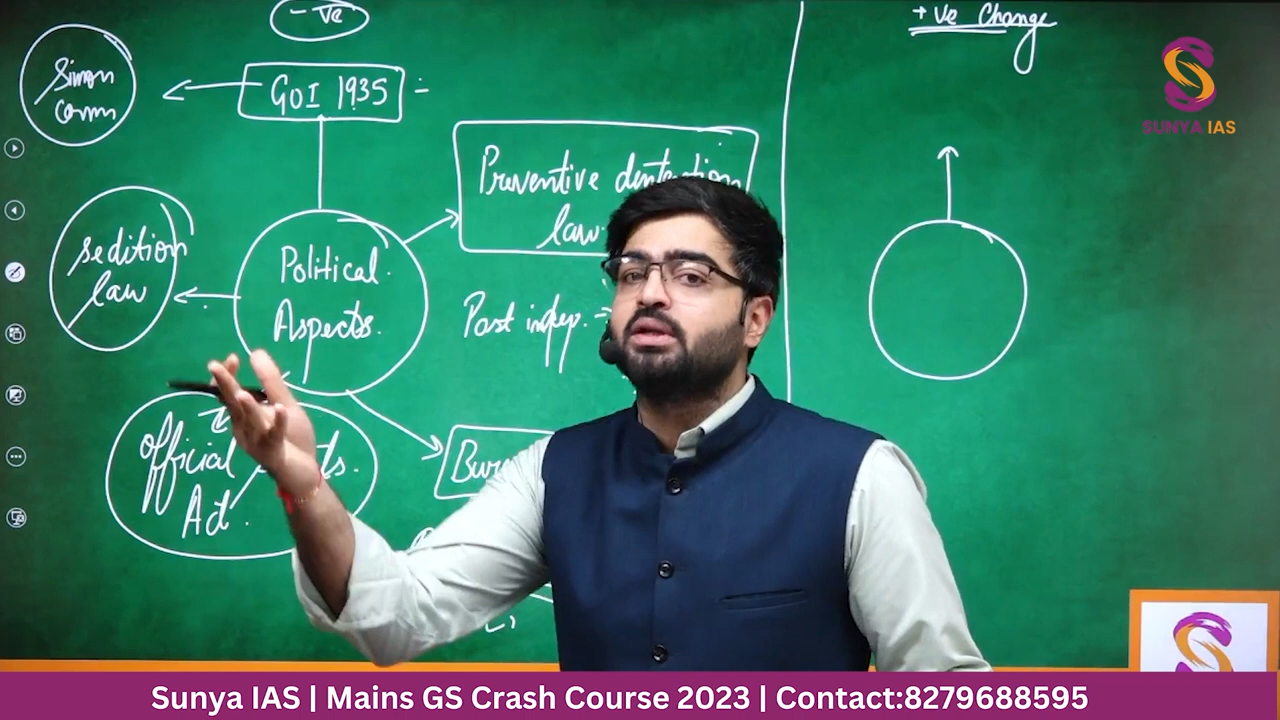 -ve
+ve Change
Simon
comm
GOI 1935 =
SUNYA IAS
Preventive dentention
law.
sedition
law
Political
Aspects.
Post indep.
official
Act.
Sunya IAS | Mains GS Crash Course 2023 | Contact:8279688595